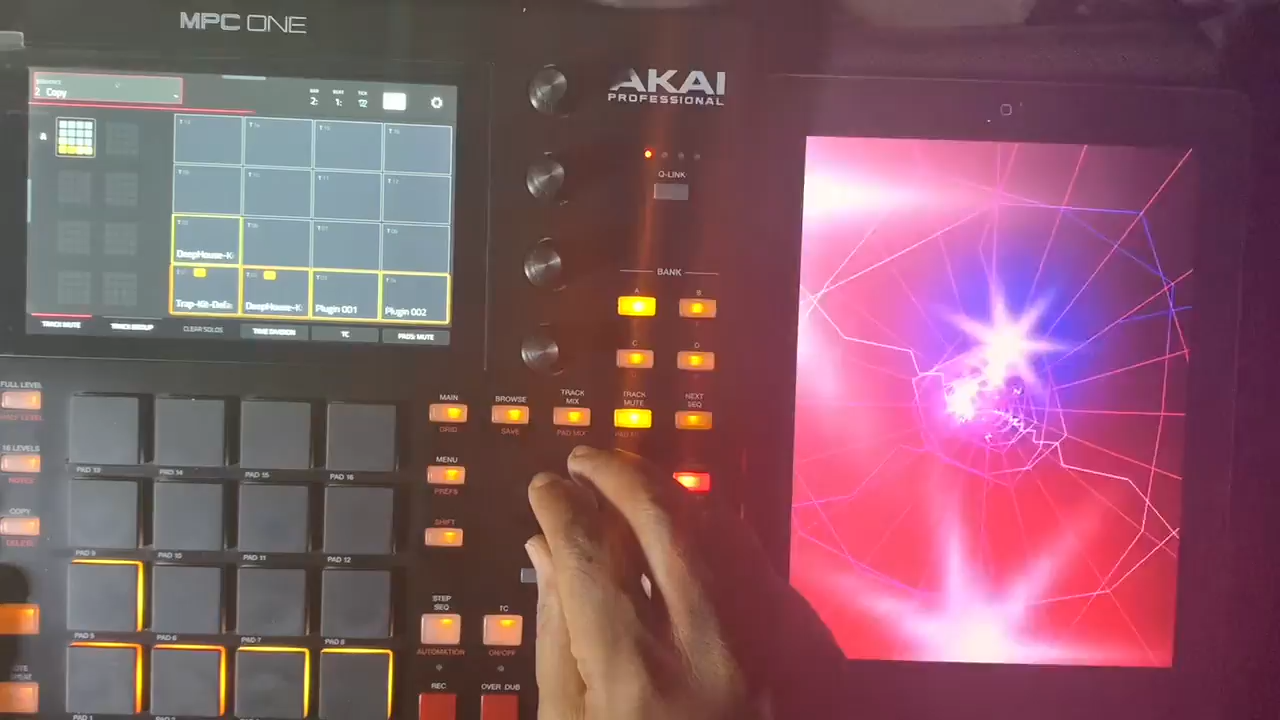 MPC ONE
AKAI
PROFESSIONAL
2 Copy
2: 1: 12
DeepHouse-K
Trap-Kit-Defa
DeepHouse-K
Plugin 001
Plugin 002
TRACK MUTE
TRACK GROUP
CLEAR SOLOS
TIME DIVISION
TC
PADS: MUTE
Q-LINK
BANK
A
B
C
D
FULL LEVEL
16 LEVELS
COPY
DELETE
MAIN
GRID
BROWSE
SAVE
TRACK
MIX
PAD MIX
TRACK
MUTE
NEXT
SEQ
MENU
PREFS
SHIFT
STEP
SEQ
AUTOMATION
TC
ON/OFF
REC
OVER DUB
PAD 13
PAD 14
PAD 15
PAD 16
PAD 9
PAD 10
PAD 11
PAD 12
PAD 5
PAD 6
PAD 7
PAD 8
PAD 1